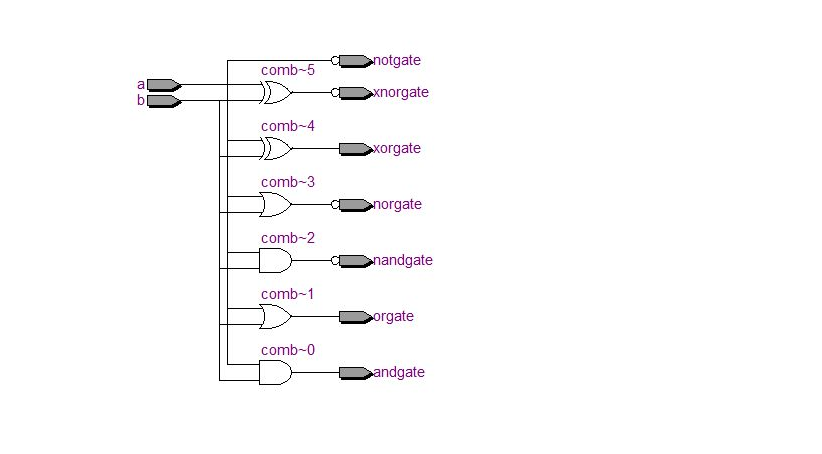 notgate
comb~5
a
b
xnorgate
comb~4
xorgate
comb~3
norgate
comb~2
nandgate
comb~1
orgate
comb~0
andgate